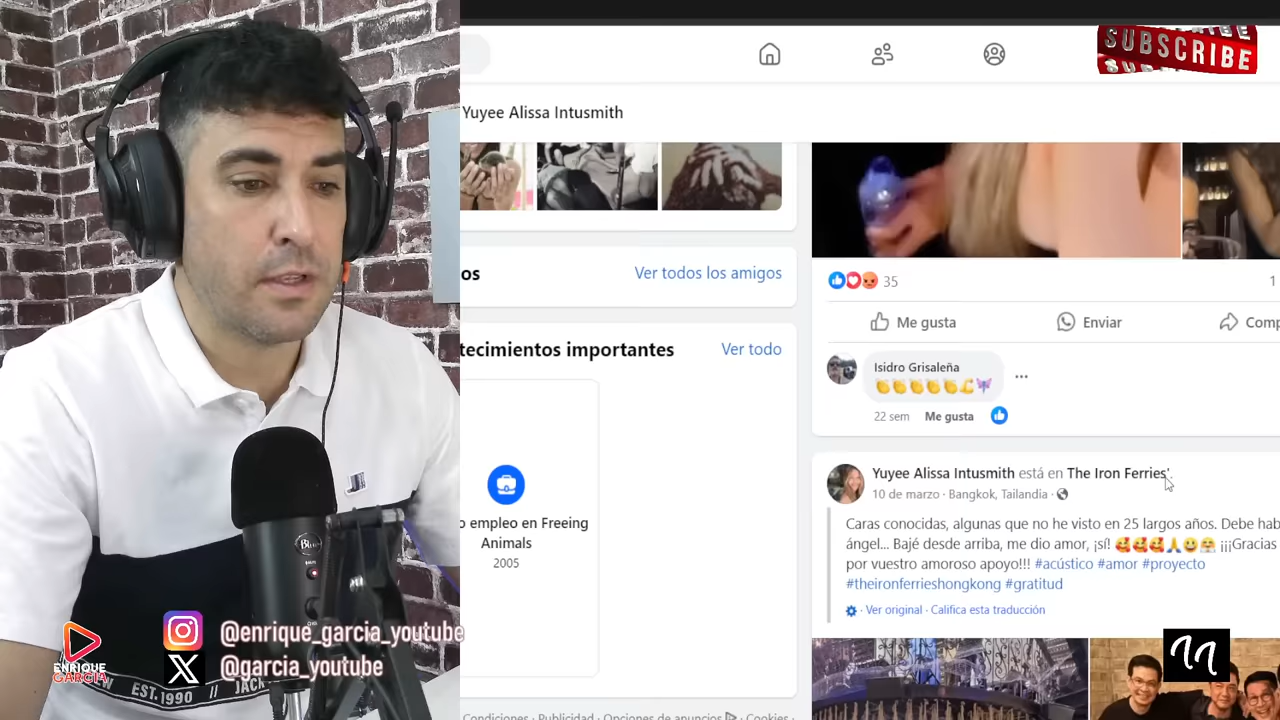 SUBSCRIBE
Yuyee Alissa Intusmith
os
Ver todos los amigos
tecimientos importantes
Ver todo
o empleo en Freeing
Animals
2005
35
1
Me gusta
Enviar
Comp
Isidro Grisaleña
👏👏👏👏👏💪
22 sem
Me gusta
Yuyee Alissa Intusmith está en The Iron Ferries'.
10 de marzo · Bangkok, Tailandia ·
Caras conocidas, algunas que no he visto en 25 largos años. Debe hab
ángel... Bajé desde arriba, me dio amor, ¡sí! 🥰🥰🥰🙏😃🤗 ¡¡¡Gracias
por vuestro amoroso apoyo!!! #acústico #amor #proyecto
#theironferrieshongkong #gratitud
· Ver original · Califica esta traducción
Condiciones · Publicidad · Opciones de anuncios · Cookies ·
@enrique_garcia_youtube
@garcia_youtube
ENRIQUE
GARCIA
EST. 1990 // JACK
Blue